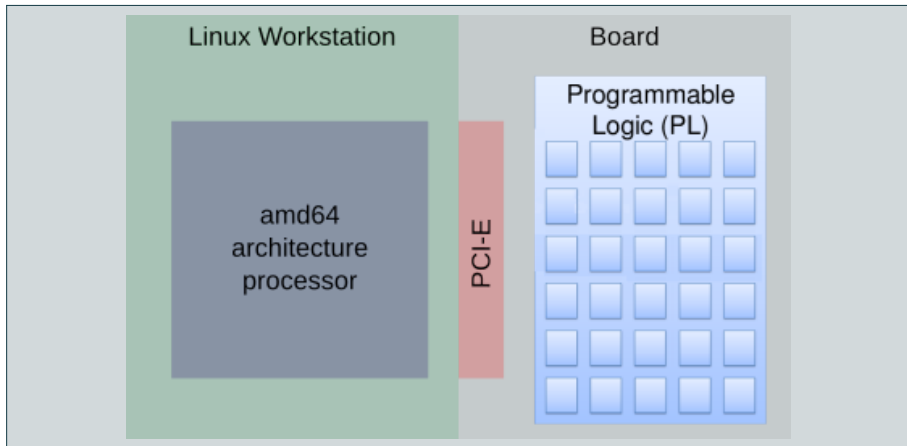 Linux Workstation
Board
Programmable
Logic (PL)
amd64
architecture
processor
PCI-E